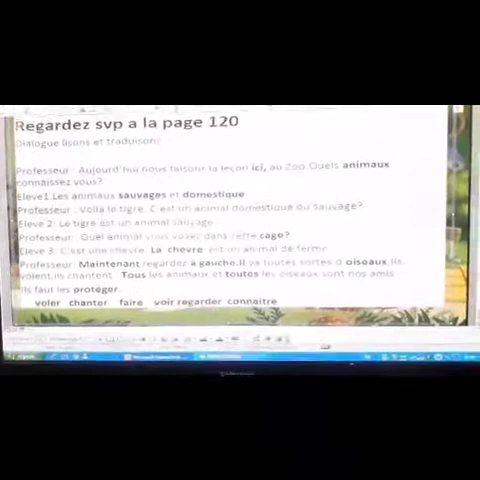 Regardez svp a la page 120
Dialogue lisons et traduisons
Professeur : Aujourd'hui nous faisons la leçon ici, au Zoo.Quels animaux
connaissez vous?
Eleve1.Les animaux sauvages et domestique
Professeur : Voila le tigre. C est un animal domestique ou sauvage?
Eleve 2: Le tigre est un animal sauvage
Professeur: Quel animal vous voyez dans cette cage?
Eleve 3: C'est une chevre. La chevre est un animal de ferme
Professeur: Maintenant regardez à gauche.Il ya toutes sortes d oiseaux.Ils
volent,ils chantent Tous les animaux et toutes les oiseaux sont nos amis
Ils faut les protéger.
voler chanter faire voir regarder connaitre